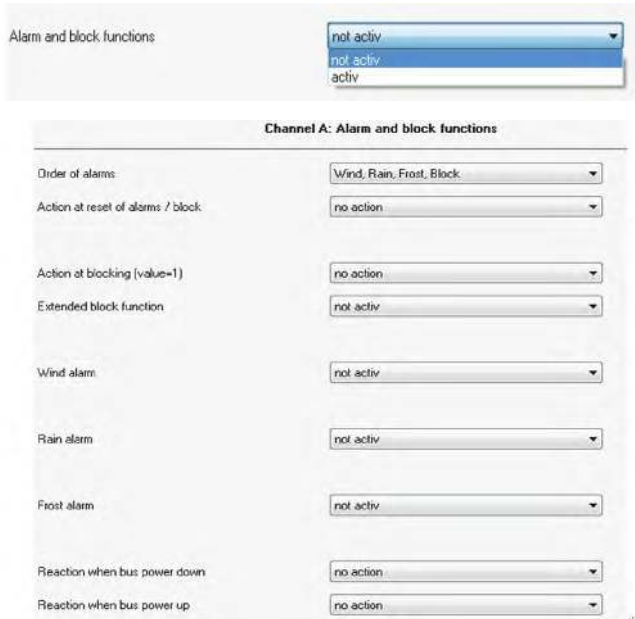 Alarm and block functions not activ
not activ
activ
Channel A: Alarm and block functions
Order of alarms Wind, Rain, Frost, Block
Action at reset of alarms / block no action
Action at blocking (value=1) no action
Extended block function not activ
Wind alarm not activ
Rain alarm not activ
Frost alarm not activ
Reaction when bus power down no action
Reaction when bus power up no action